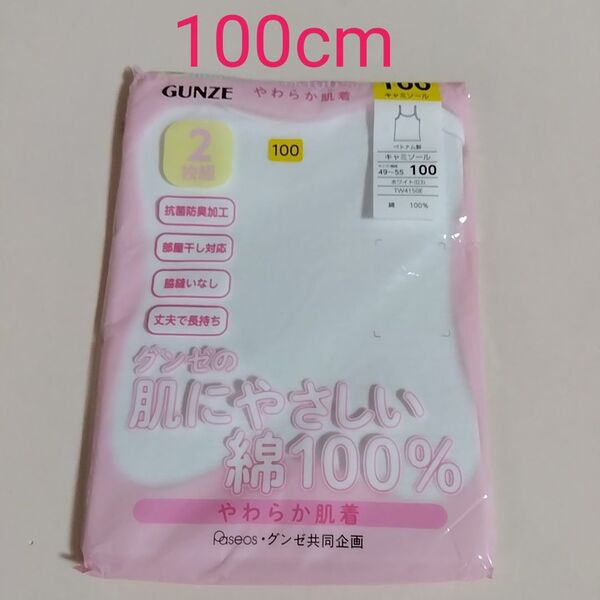 100cm
GUNZE やわらか肌着
100
キャミソール
2
枚組
100
ベトナム製
キャミソール
49~55 100
ホワイト(03)
TW4150E
綿 100%
抗菌防臭加工
部屋干し対応
脇縫いなし
丈夫で長持ち
グンゼの
肌にやさしい
綿100%
やわらか肌着
Paseos・グンゼ共同企画